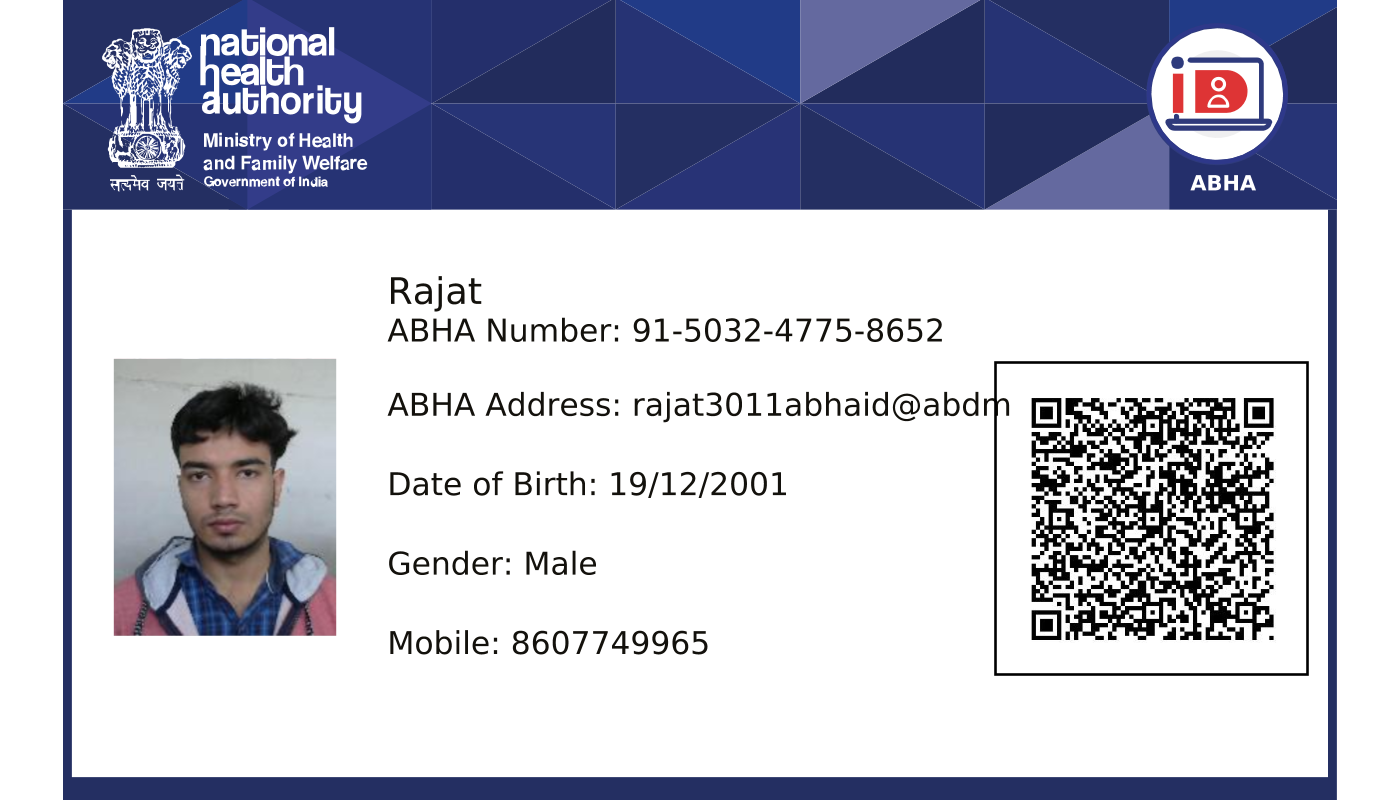 national
health
authority
Ministry of Health
and Family Welfare
Government of India
सत्यमेव जयते
ABHA
Rajat
ABHA Number: 91-5032-4775-8652
ABHA Address: rajat3011abhaid@abdm
Date of Birth: 19/12/2001
Gender: Male
Mobile: 8607749965